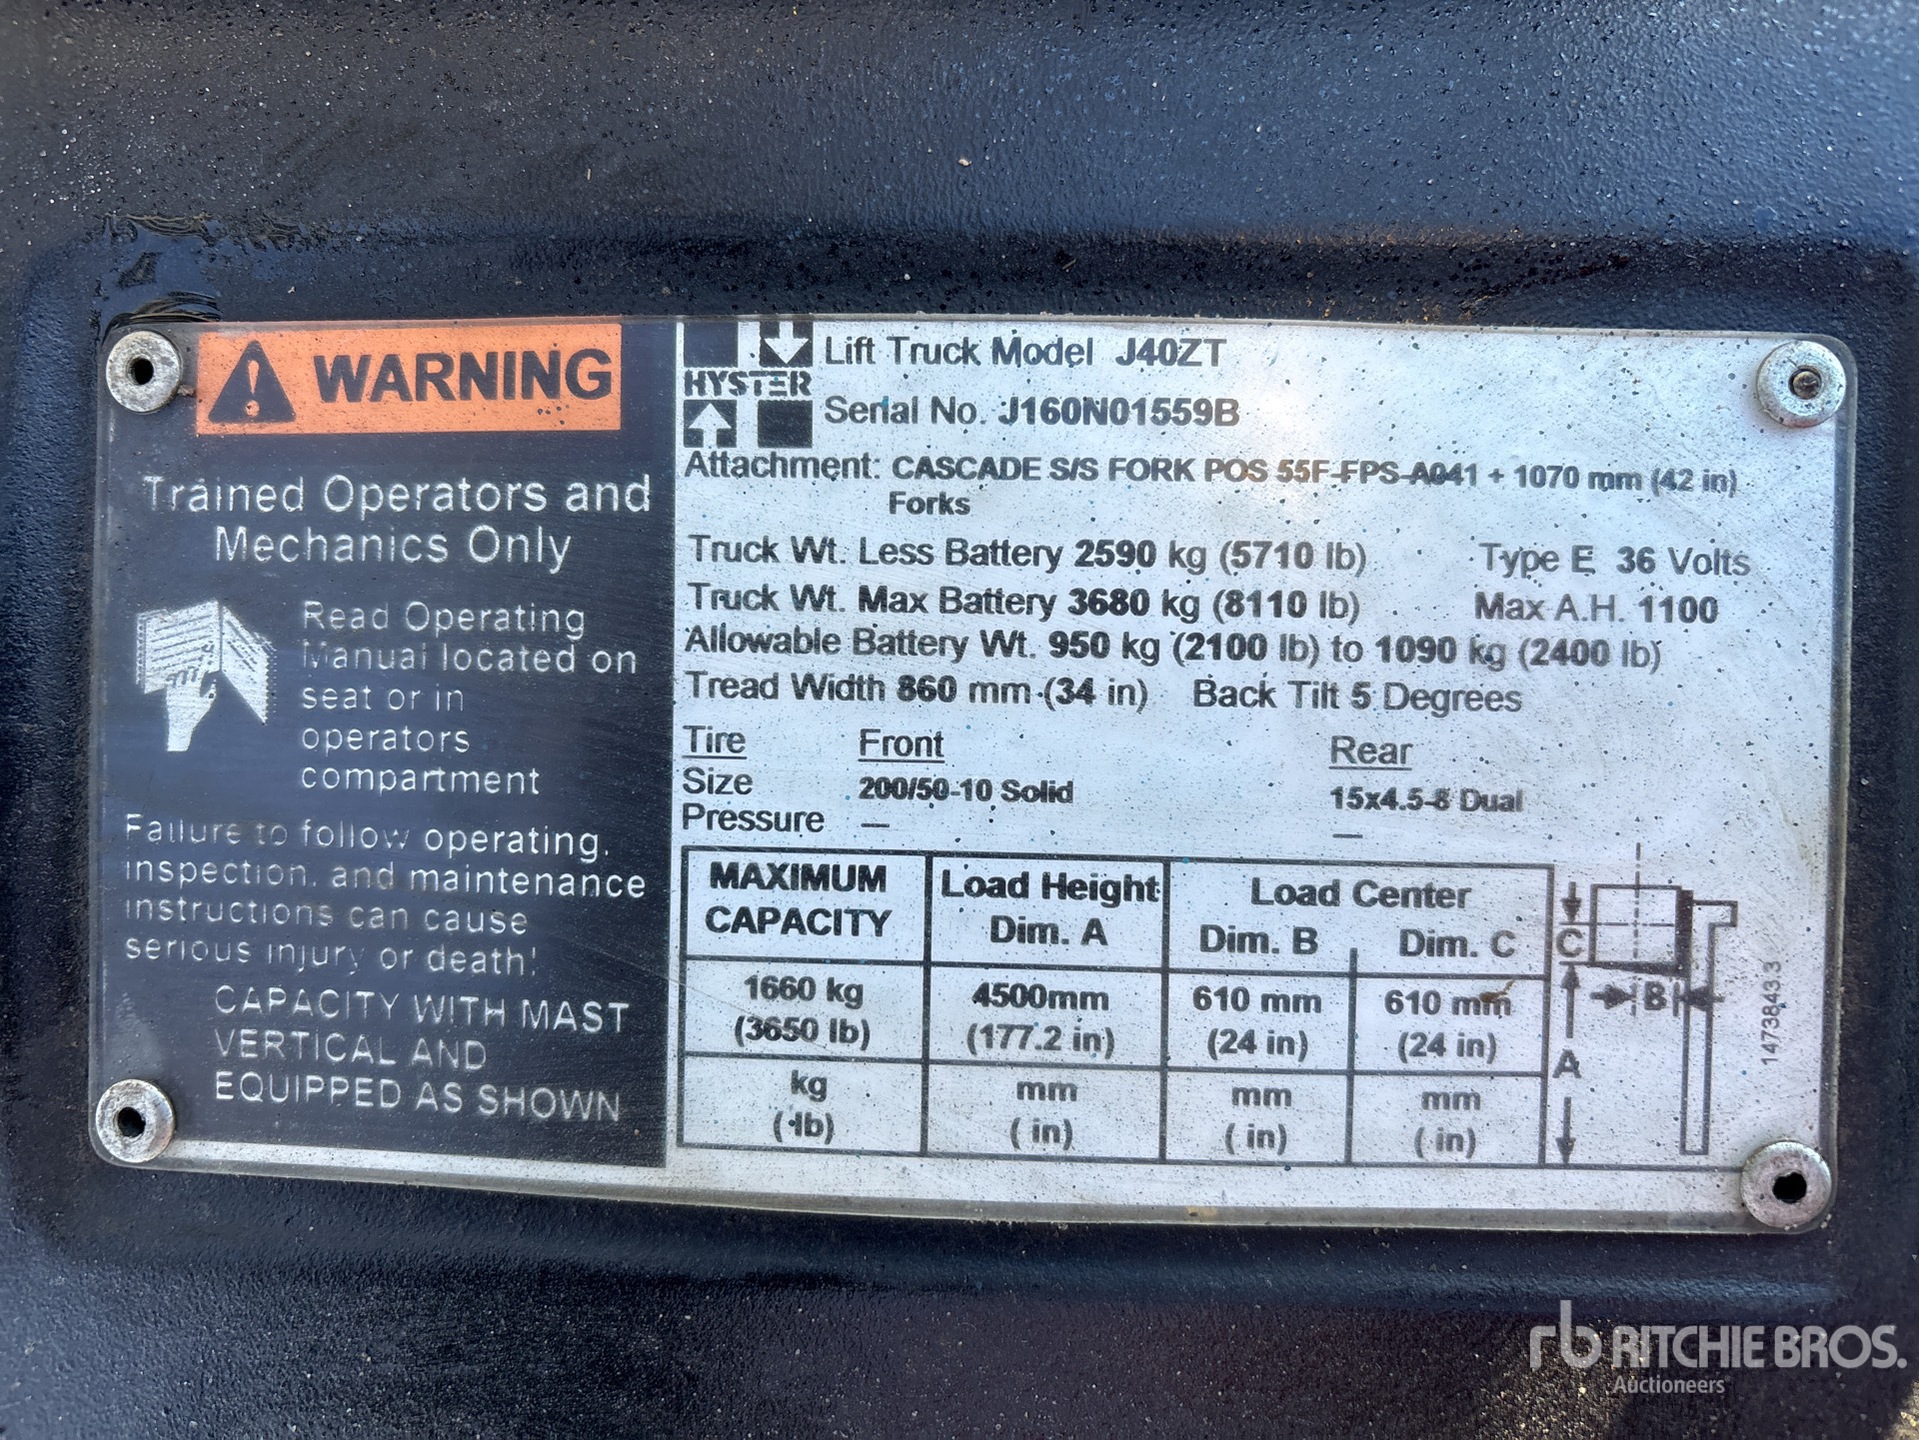 WARNING
Trained Operators and
Mechanics Only
Read Operating
Manual located on
seat or in
operators
compartment
Failure to follow operating,
inspection, and maintenance
instructions can cause
serious injury or death!
CAPACITY WITH MAST
VERTICAL AND
EQUIPPED AS SHOWN
HYSTER
Lift Truck Model J40ZT
Serial No. J160N01559B
Attachment: CASCADE S/S FORK POS 55F-FPS-A041 + 1070 mm (42 in)
Forks
Truck Wt. Less Battery 2590 kg (5710 lb) Type E 36 Volts
Truck Wt. Max Battery 3680 kg (8110 lb) Max A.H. 1100
Allowable Battery Wt. 950 kg (2100 lb) to 1090 kg (2400 lb)
Tread Width 860 mm (34 in) Back Tilt 5 Degrees
Tire Front Rear
Size 200/50-10 Solid 15x4.5-8 Dual
Pressure — —
MAXIMUM CAPACITY Load Height Dim. A Load Center Dim. B Dim. C
1660 kg 4500mm 610 mm 610 mm
(3650 lb) (177.2 in) (24 in) (24 in)
kg mm mm mm
( lb) ( in) ( in) ( in)
C
B
A
14738433
rb RITCHIE BROS.
Auctioneers